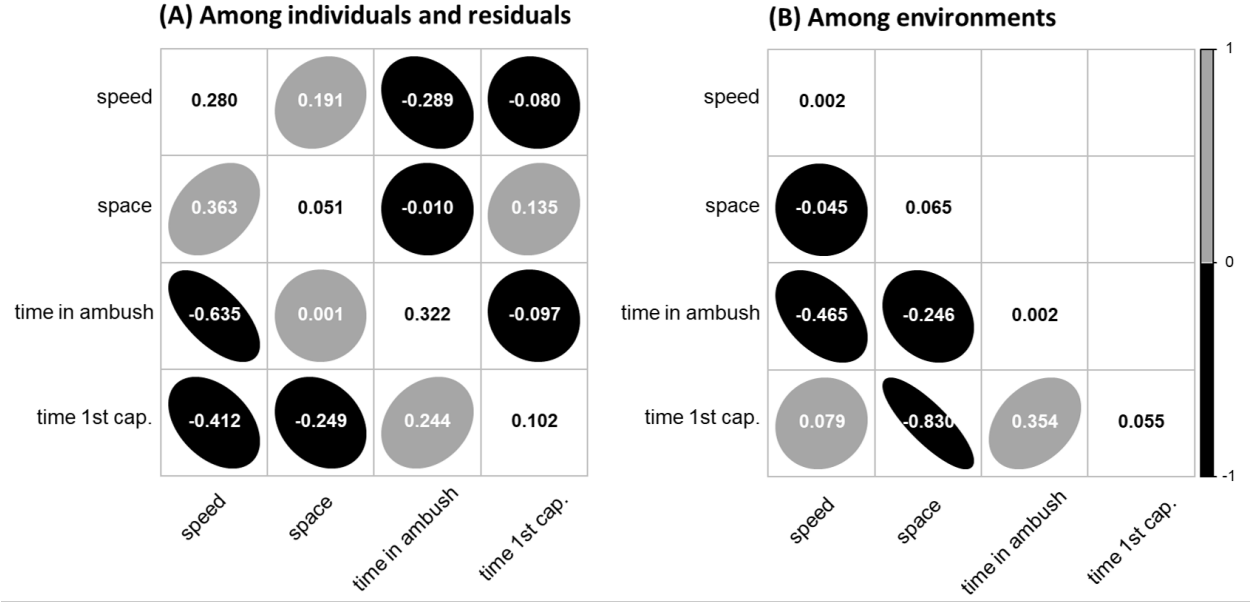 (A) Among individuals and residuals
speed 0.280 0.191 -0.289 -0.080
space 0.363 0.051 -0.010 0.135
time in ambush -0.635 0.001 0.322 -0.097
time 1st cap. -0.412 -0.249 0.244 0.102
speed space time in ambush time 1st cap.
(B) Among environments
1
speed 0.002
space -0.045 0.065
0
time in ambush -0.465 -0.246 0.002
time 1st cap. 0.079 -0.830 0.354 0.055
-1
speed space time in ambush time 1st cap.